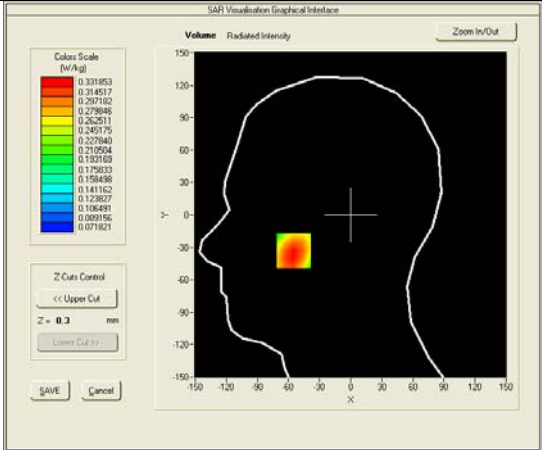 SAR Visualisation Graphical Interface
Volume Radiated Intensity
Zoom In/Out
Colors Scale
(W/kg)
0.331853
0.314517
0.297182
0.279846
0.262511
0.245175
0.227840
0.210504
0.193169
0.175833
0.158498
0.141162
0.123827
0.106491
0.089156
0.071821
Z Cuts Control
<< Upper Cut
Z = 0.3 mm
Lower Cut >>
SAVE Cancel
150
120
90
60
30
0
-30
-60
-90
-120
-150
Y
-150 -120 -90 -60 -30 0 30 60 90 120 150
X